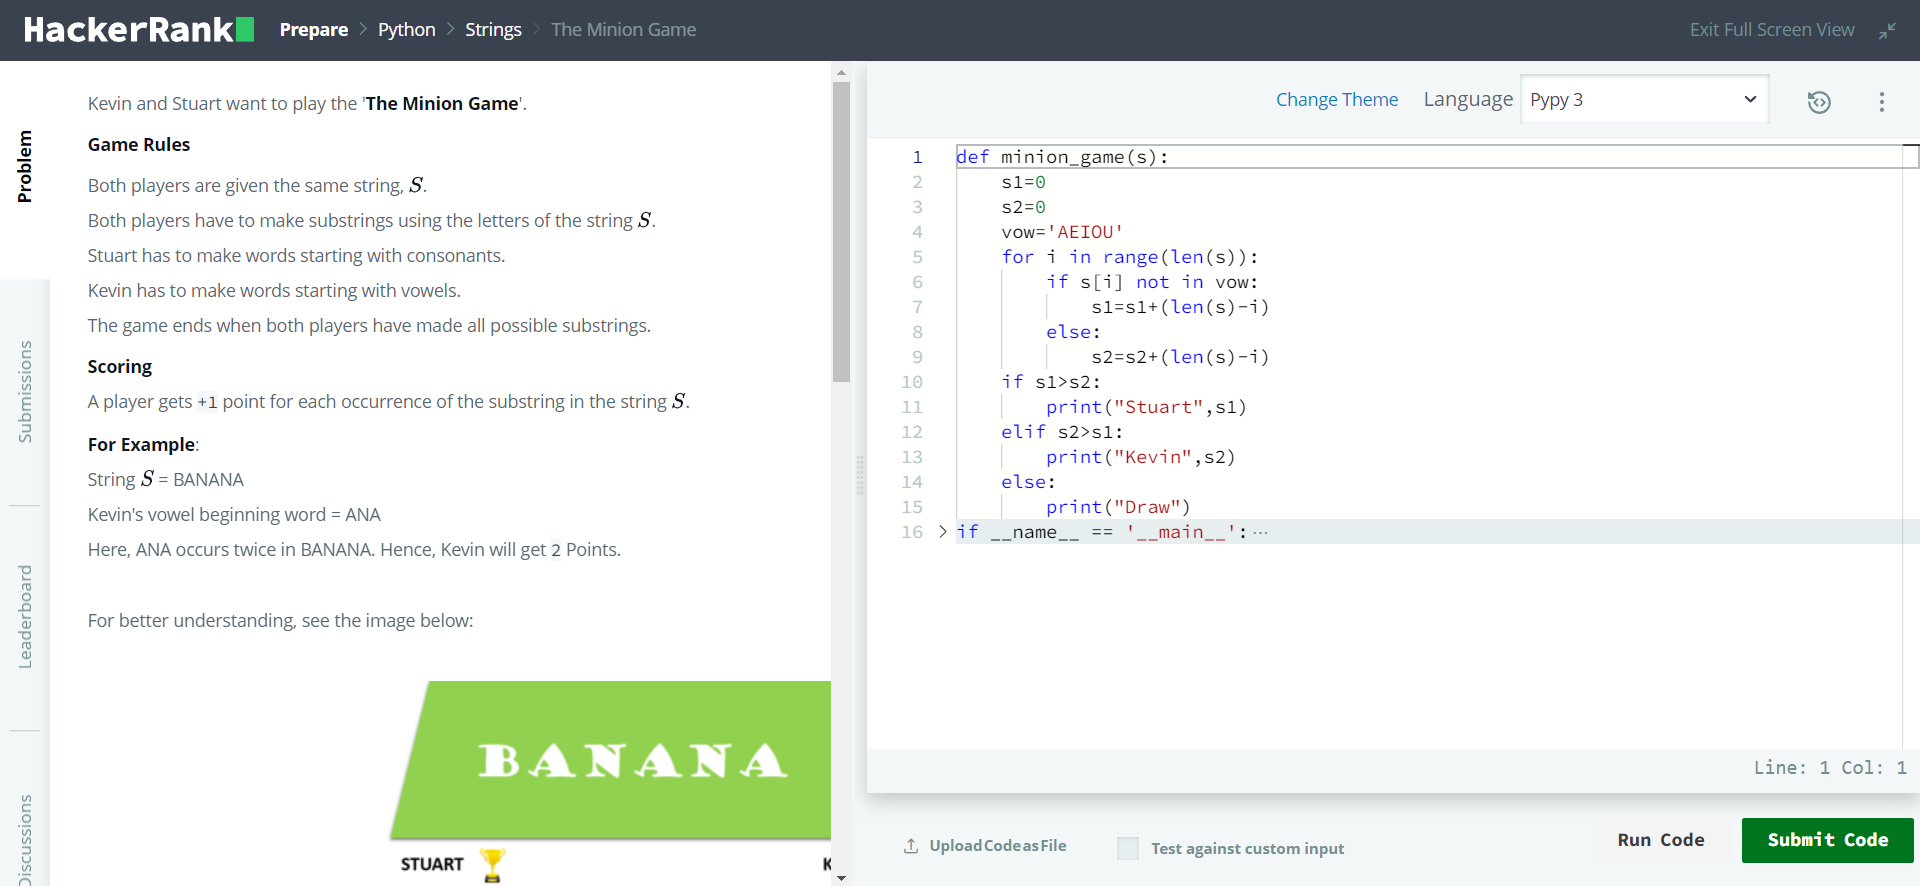 HackerRank Prepare > Python > Strings > The Minion Game Exit Full Screen View
Problem
Submissions
Leaderboard
Discussions
Kevin and Stuart want to play the 'The Minion Game'.
Game Rules
Both players are given the same string, S.
Both players have to make substrings using the letters of the string S.
Stuart has to make words starting with consonants.
Kevin has to make words starting with vowels.
The game ends when both players have made all possible substrings.
Scoring
A player gets +1 point for each occurrence of the substring in the string S.
For Example:
String S = BANANA
Kevin's vowel beginning word = ANA
Here, ANA occurs twice in BANANA. Hence, Kevin will get 2 Points.
For better understanding, see the image below:
BANANA
STUART K
Change Theme Language Pypy 3
1 def minion_game(s):
2     s1=0
3     s2=0
4     vow='AEIOU'
5     for i in range(len(s)):
6         if s[i] not in vow:
7             s1=s1+(len(s)-i)
8         else:
9             s2=s2+(len(s)-i)
10     if s1>s2:
11         print("Stuart",s1)
12     elif s2>s1:
13         print("Kevin",s2)
14     else:
15         print("Draw")
16 > if __name__ == '__main__':···
Line: 1 Col: 1
Upload Code as File Test against custom input Run Code Submit Code